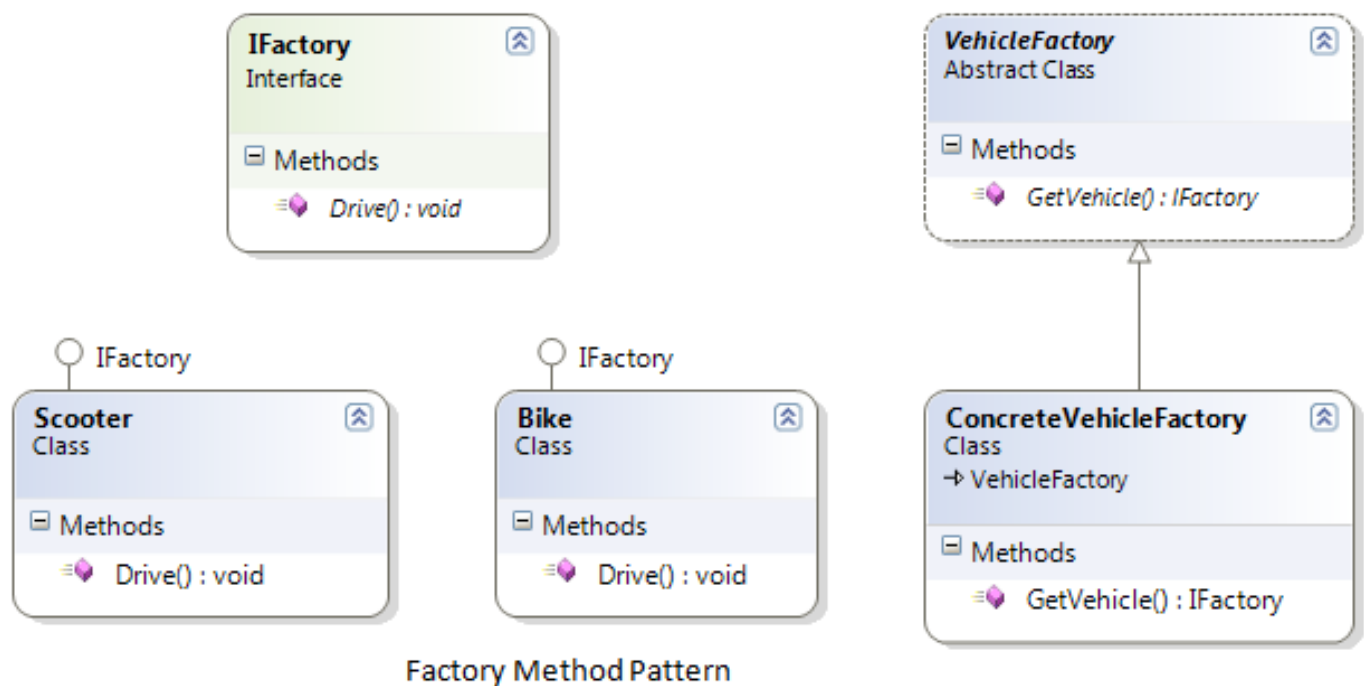 IFactory
Interface
Methods
Drive() : void
VehicleFactory
Abstract Class
Methods
GetVehicle() : IFactory
IFactory
Scooter
Class
Methods
Drive() : void
IFactory
Bike
Class
Methods
Drive() : void
ConcreteVehicleFactory
Class
VehicleFactory
Methods
GetVehicle() : IFactory
Factory Method Pattern